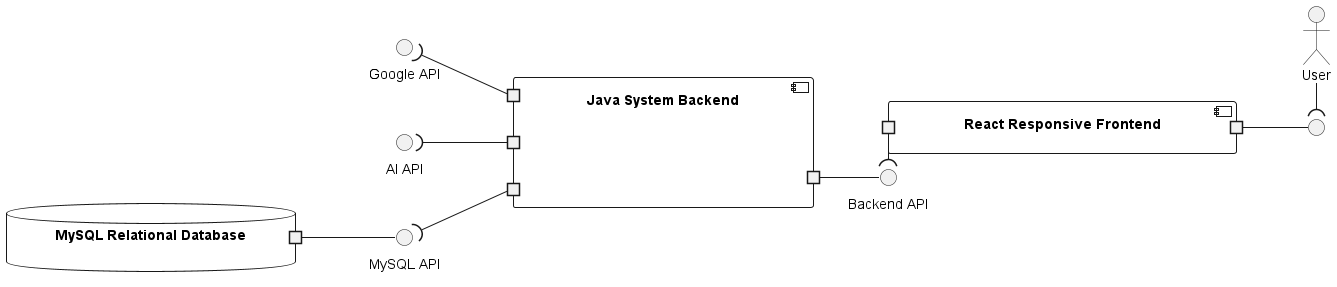 Google API
AI API
MySQL Relational Database
MySQL API
Java System Backend
Backend API
React Responsive Frontend
User